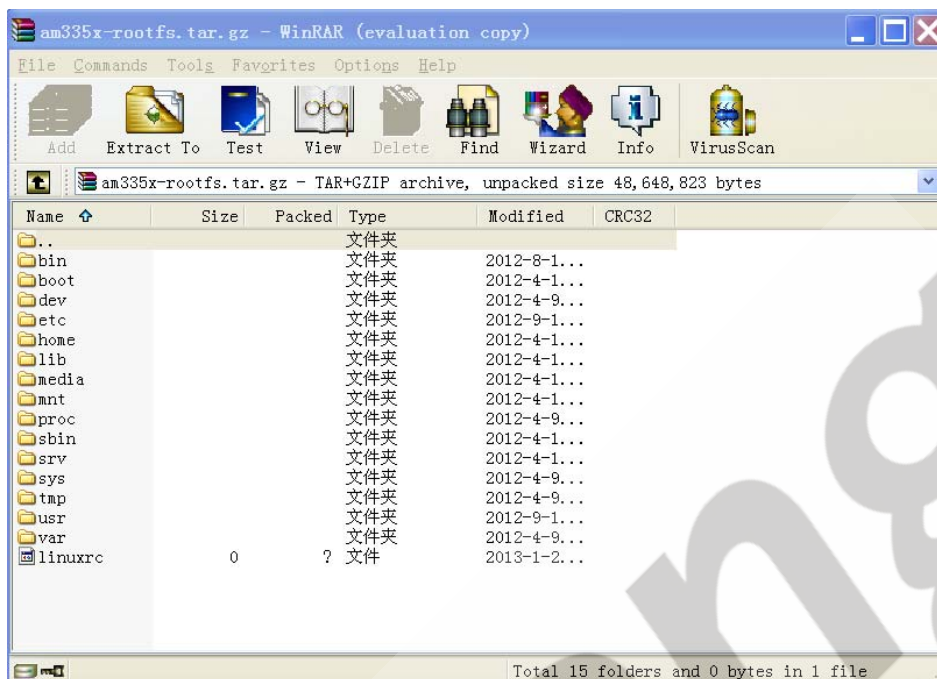 am335x-rootfs.tar.gz - WinRAR (evaluation copy)
File Commands Tools Favorites Options Help
Add Extract To Test View Delete Find Wizard Info VirusScan
am335x-rootfs.tar.gz - TAR+GZIP archive, unpacked size 48,648,823 bytes
Name Size Packed Type Modified CRC32
.. 文件夹
bin 文件夹 2012-8-1...
boot 文件夹 2012-4-1...
dev 文件夹 2012-4-9...
etc 文件夹 2012-9-1...
home 文件夹 2012-4-1...
lib 文件夹 2012-4-1...
media 文件夹 2012-4-1...
mnt 文件夹 2012-4-1...
proc 文件夹 2012-4-9...
sbin 文件夹 2012-4-1...
srv 文件夹 2012-4-1...
sys 文件夹 2012-4-9...
tmp 文件夹 2012-4-9...
usr 文件夹 2012-9-1...
var 文件夹 2012-4-9...
linuxrc 0 ? 文件 2013-1-2...
Total 15 folders and 0 bytes in 1 file